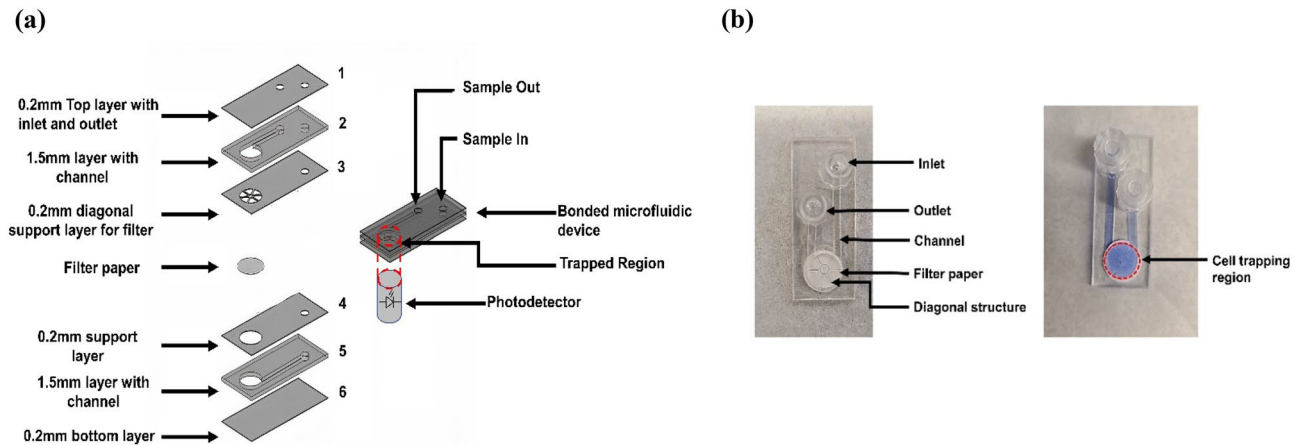 (a)
(b)
1
0.2mm Top layer with
inlet and outlet
2
1.5mm layer with
channel
3
0.2mm diagonal
support layer for filter
Filter paper
4
0.2mm support
layer
5
1.5mm layer with
channel
6
0.2mm bottom layer
Sample Out
Sample In
Bonded microfluidic
device
Trapped Region
Photodetector
Inlet
Outlet
Channel
Filter paper
Diagonal structure
Cell trapping
region